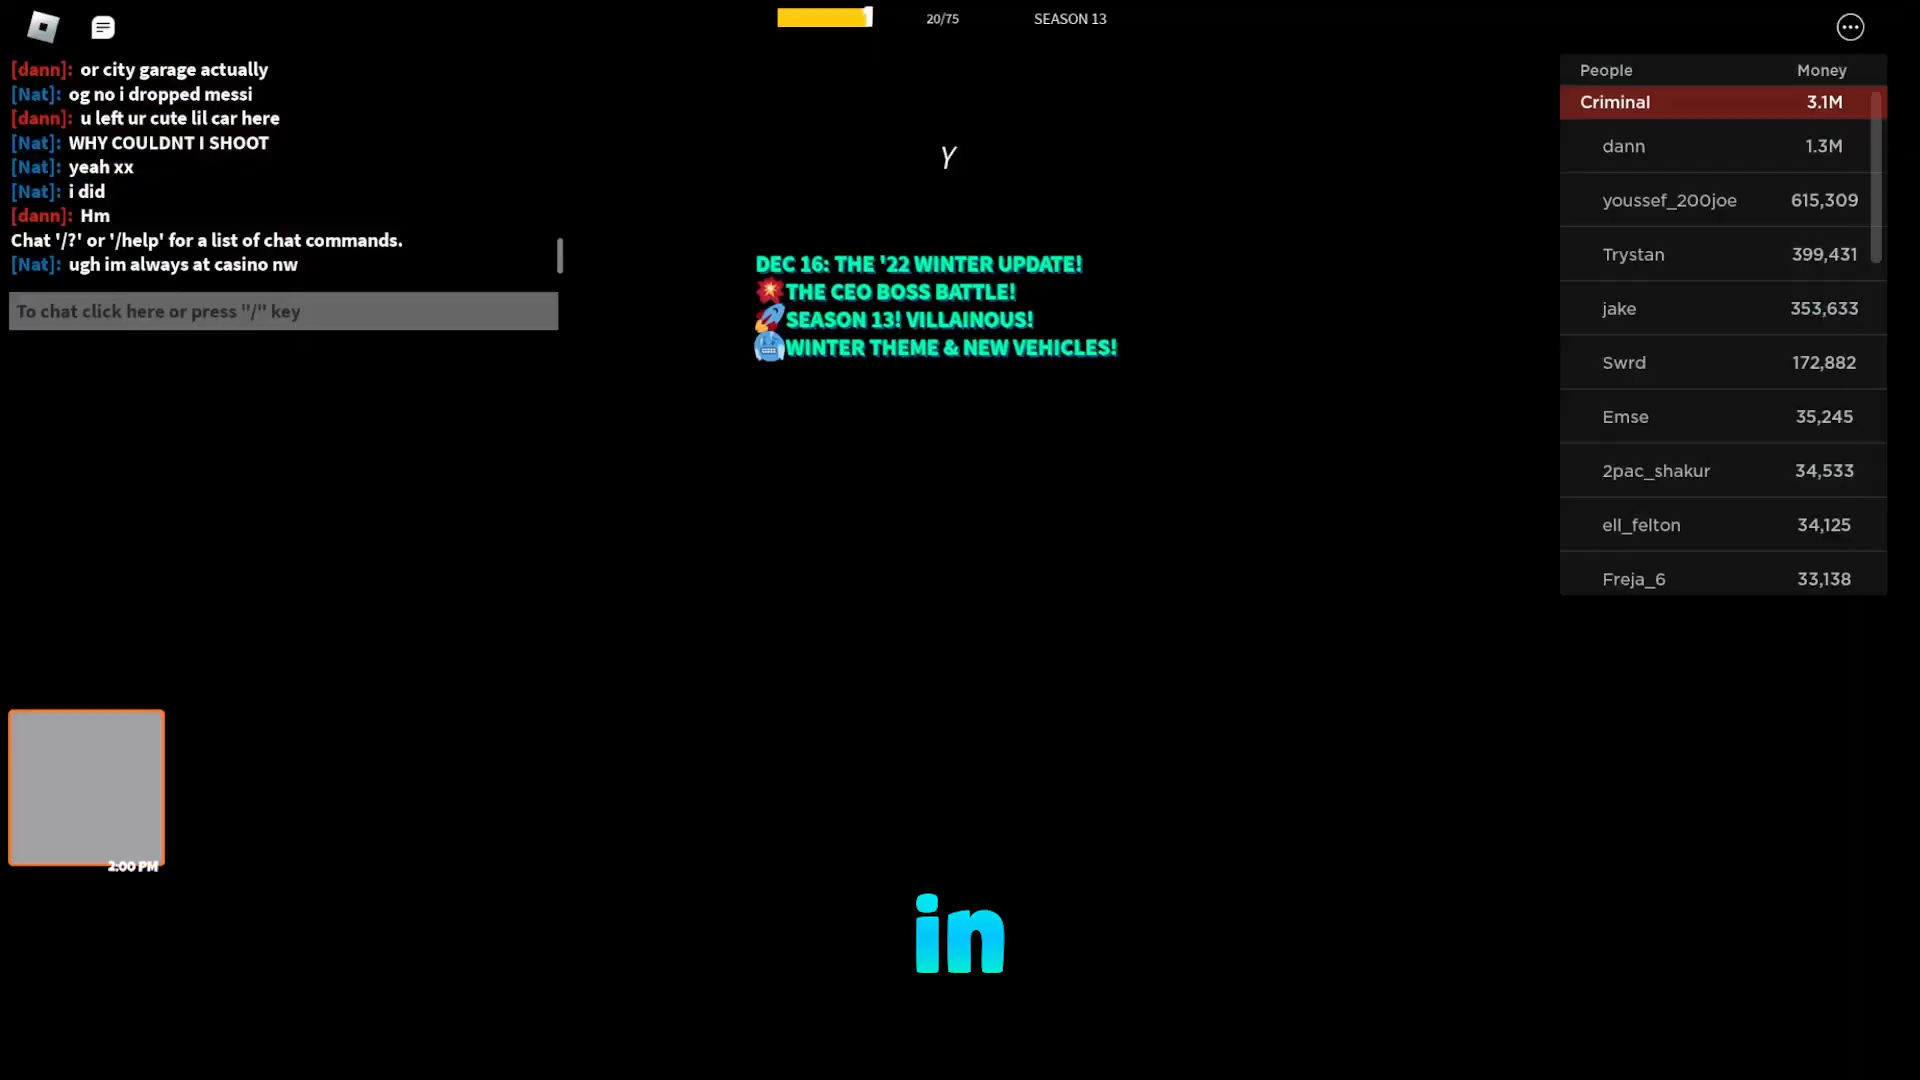 20/75 SEASON 13
[dann]: or city garage actually
[Nat]: og no i dropped messi
[dann]: u left ur cute lil car here
[Nat]: WHY COULDNT I SHOOT
[Nat]: yeah xx
[Nat]: i did
[dann]: Hm
Chat '/?' or '/help' for a list of chat commands.
[Nat]: ugh im always at casino nw
To chat click here or press "/" key
Y
DEC 16: THE '22 WINTER UPDATE!
THE CEO BOSS BATTLE!
SEASON 13! VILLAINOUS!
WINTER THEME & NEW VEHICLES!
People Money
Criminal 3.1M
dann 1.3M
youssef_200joe 615,309
Trystan 399,431
jake 353,633
Swrd 172,882
Emse 35,245
2pac_shakur 34,533
ell_felton 34,125
Freja_6 33,138
2:00 PM
in